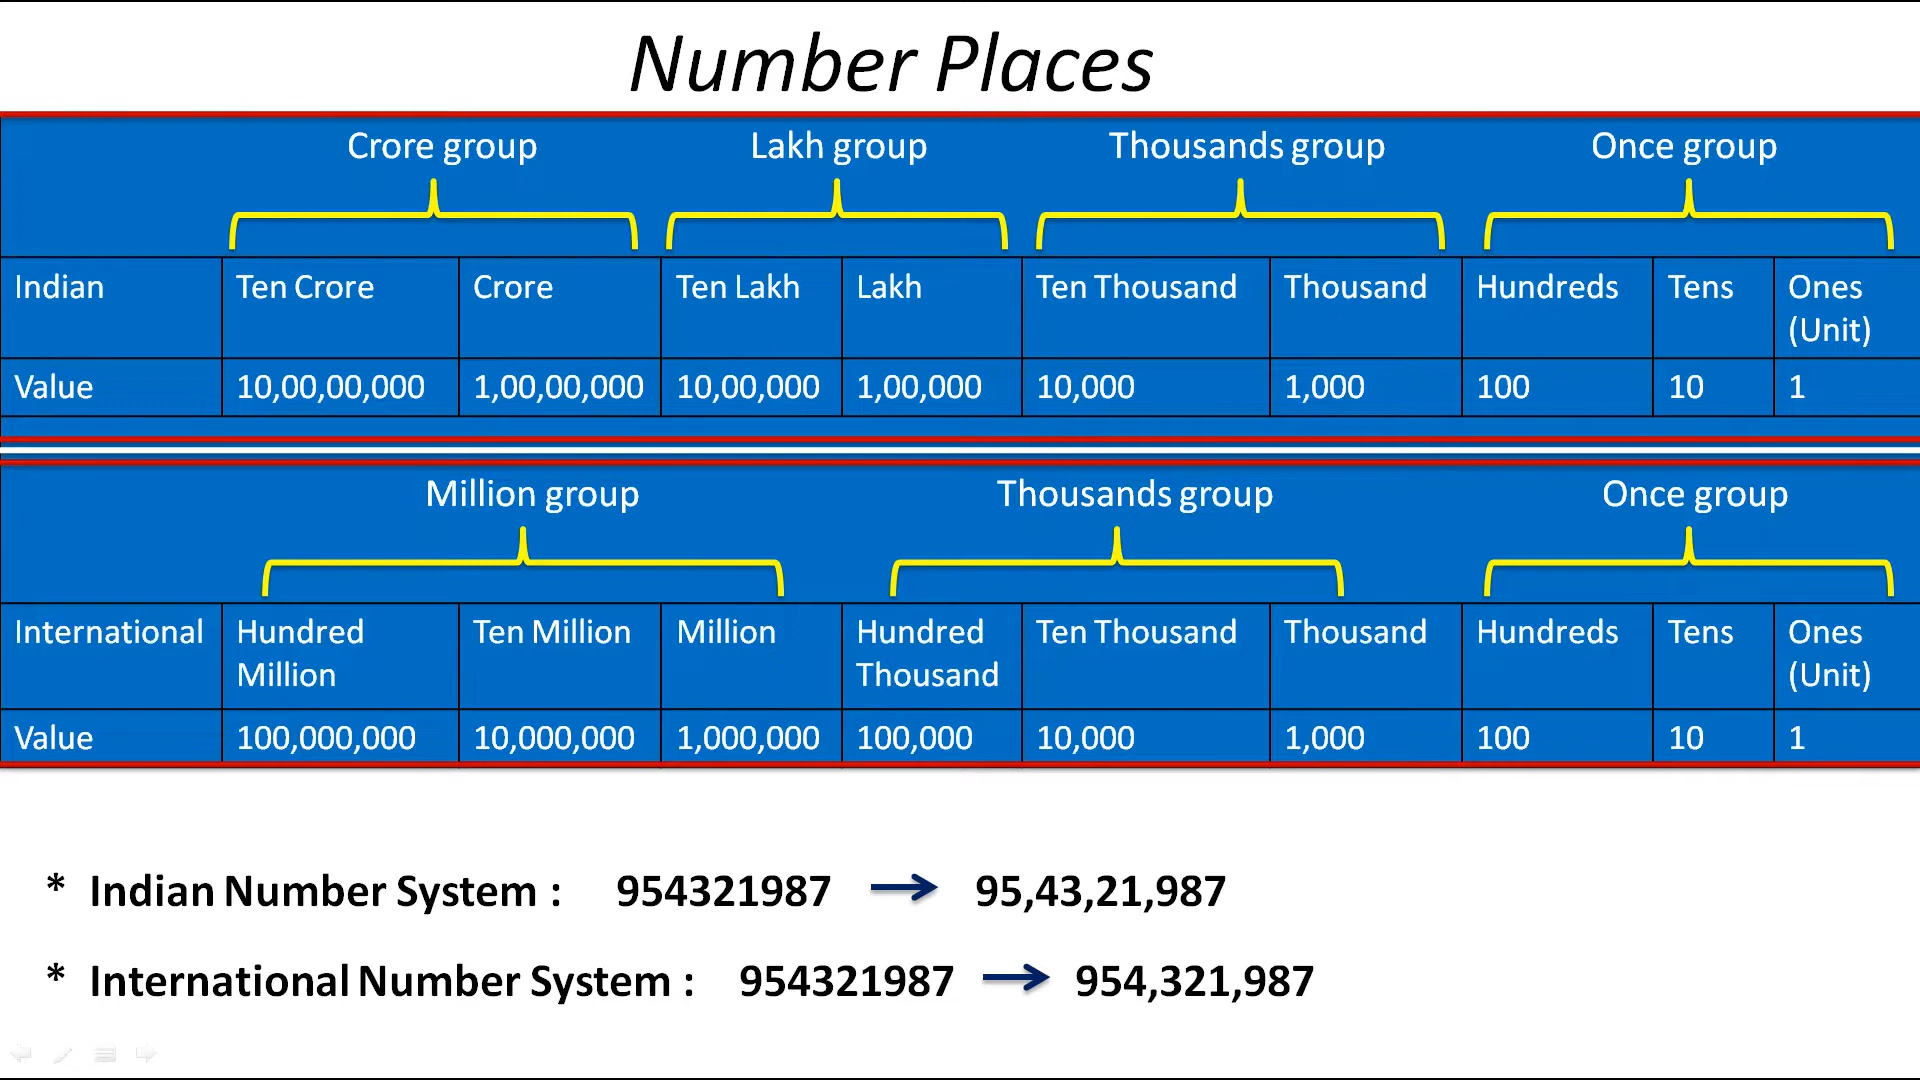 Number Places
Crore group Lakh group Thousands group Once group
Indian Ten Crore Crore Ten Lakh Lakh Ten Thousand Thousand Hundreds Tens Ones
(Unit)
Value 10,00,00,000 1,00,00,000 10,00,000 1,00,000 10,000 1,000 100 10 1
Million group Thousands group Once group
International Hundred Ten Million Million Hundred Ten Thousand Thousand Hundreds Tens Ones
Million Thousand (Unit)
Value 100,000,000 10,000,000 1,000,000 100,000 10,000 1,000 100 10 1
* Indian Number System : 954321987 → 95,43,21,987
* International Number System : 954321987 → 954,321,987